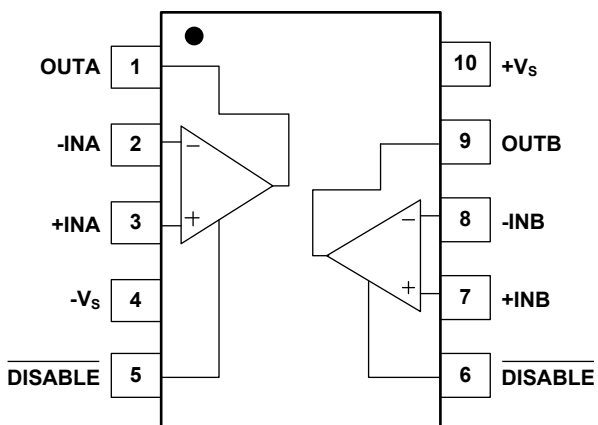 OUTA 1
-INA 2
−
+INA 3
+
-Vs 4
DISABLE 5
10 +Vs
9 OUTB
−
8 -INB
+
7 +INB
6 DISABLE